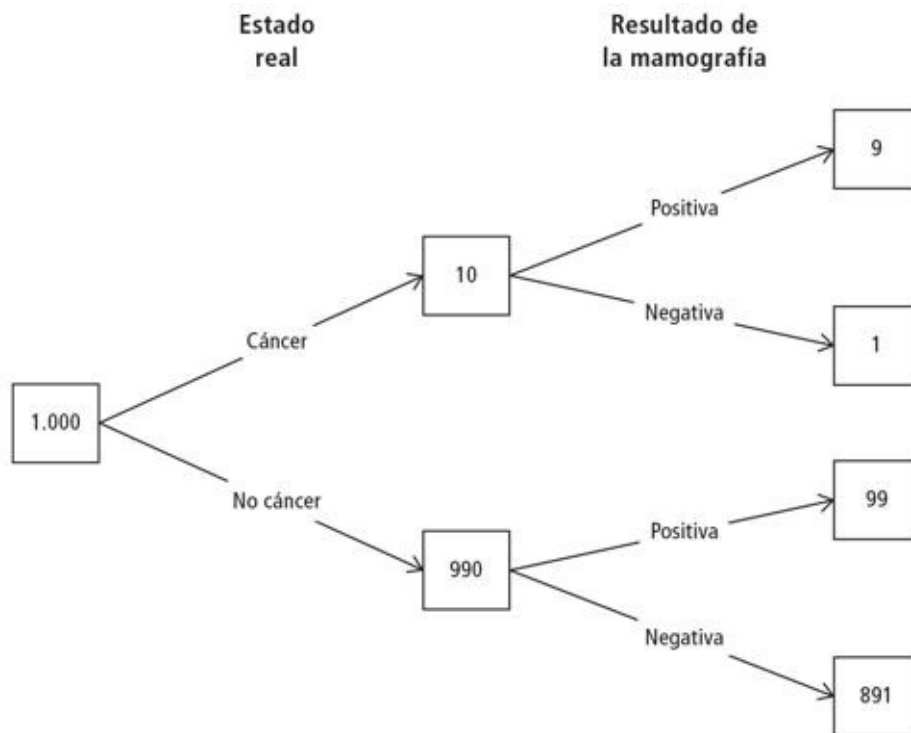 Estado
real
Resultado de
la mamografía
9
Positiva
10
Negativa
Cáncer
1
1.000
99
No cáncer
Positiva
990
Negativa
891